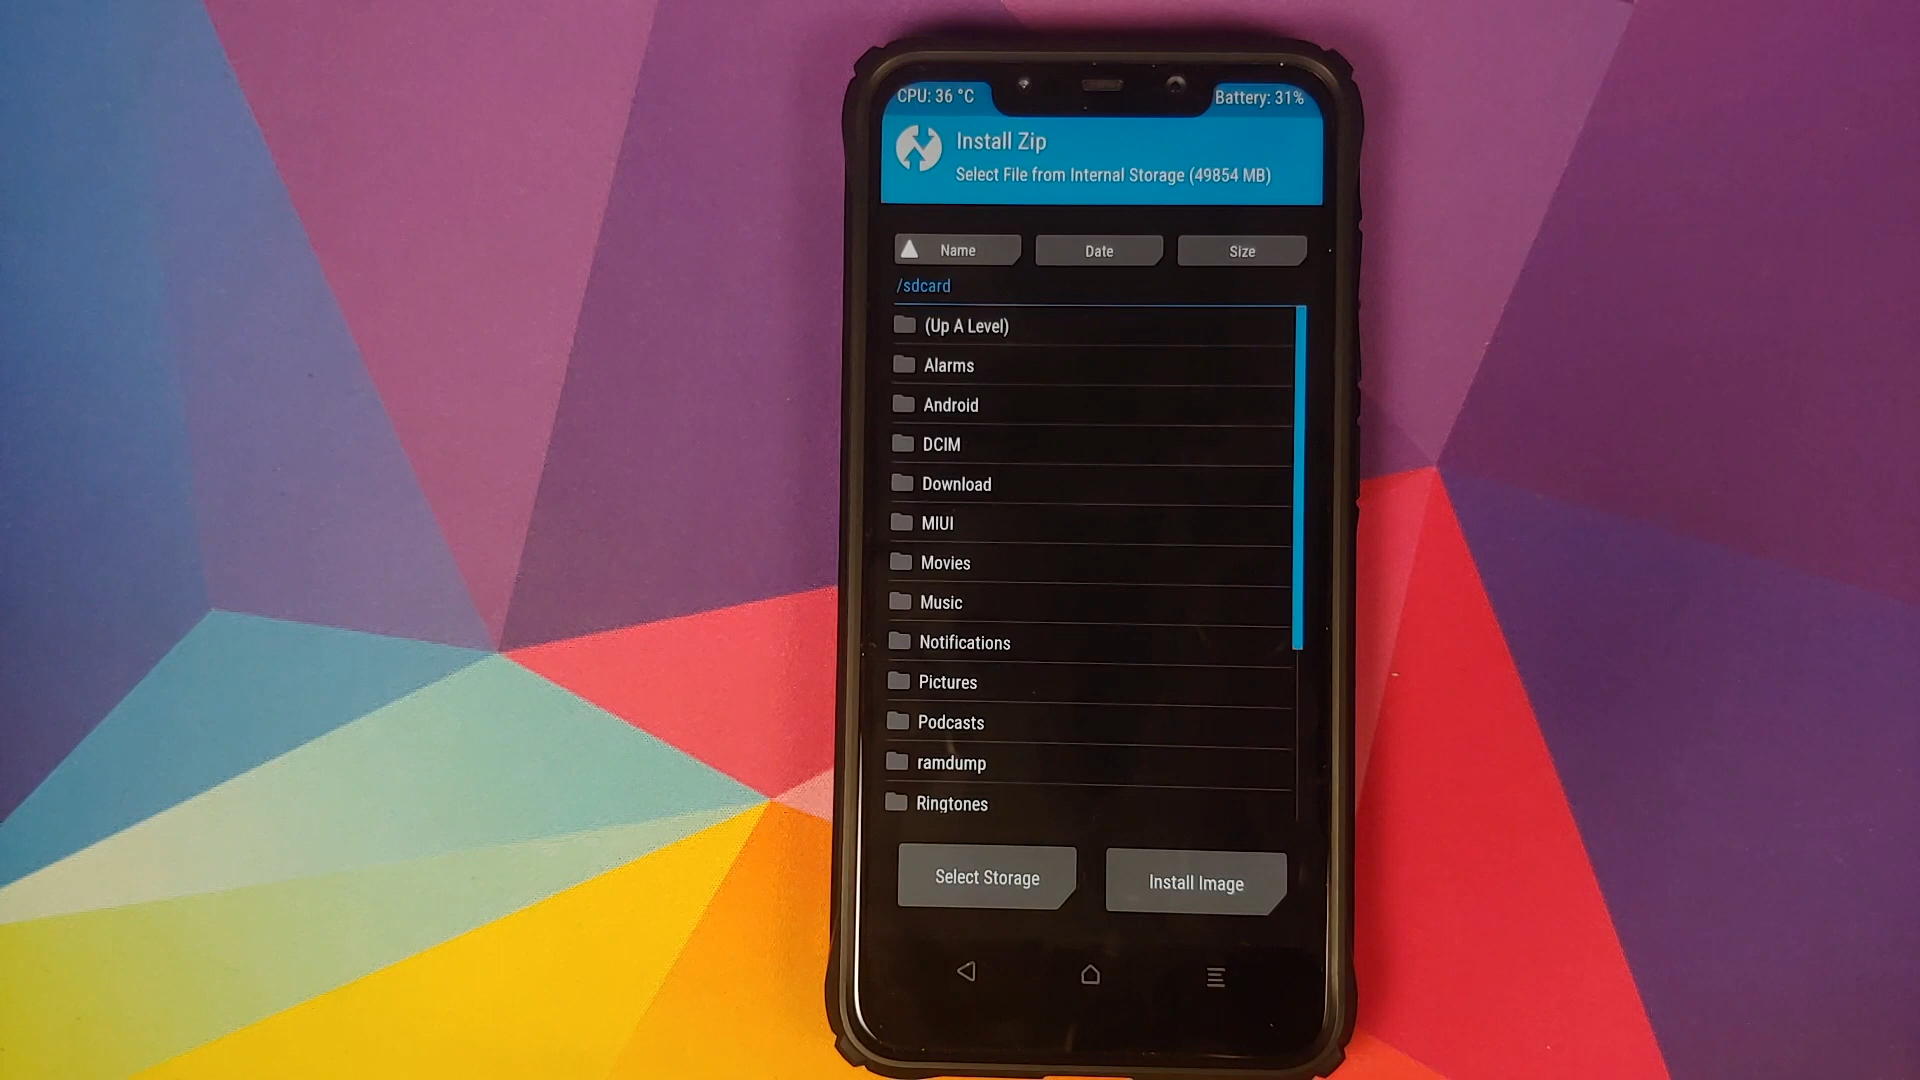 CPU: 36 °C
Battery: 31%
Install Zip
Select File from Internal Storage (49854 MB)
Name
Date
Size
/sdcard
(Up A Level)
Alarms
Android
DCIM
Download
MIUI
Movies
Music
Notifications
Pictures
Podcasts
ramdump
Ringtones
Select Storage
Install Image